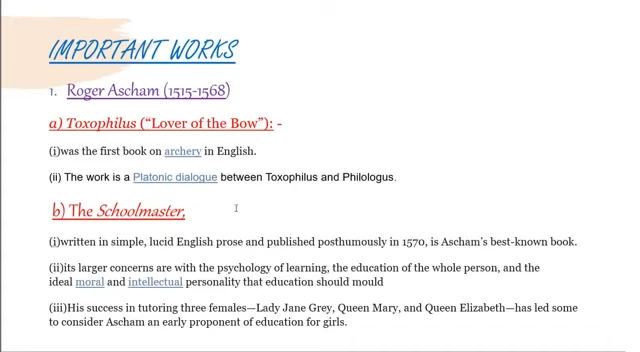 IMPORTANT WORKS
1. Roger Ascham (1515-1568)
a) Toxophilus (“Lover of the Bow”): -
(i)was the first book on archery in English.
(ii) The work is a Platonic dialogue between Toxophilus and Philologus.
b) The Schoolmaster,
(i)written in simple, lucid English prose and published posthumously in 1570, is Ascham’s best-known book.
(ii)its larger concerns are with the psychology of learning, the education of the whole person, and the
ideal moral and intellectual personality that education should mould
(iii)His success in tutoring three females—Lady Jane Grey, Queen Mary, and Queen Elizabeth—has led some
to consider Ascham an early proponent of education for girls.